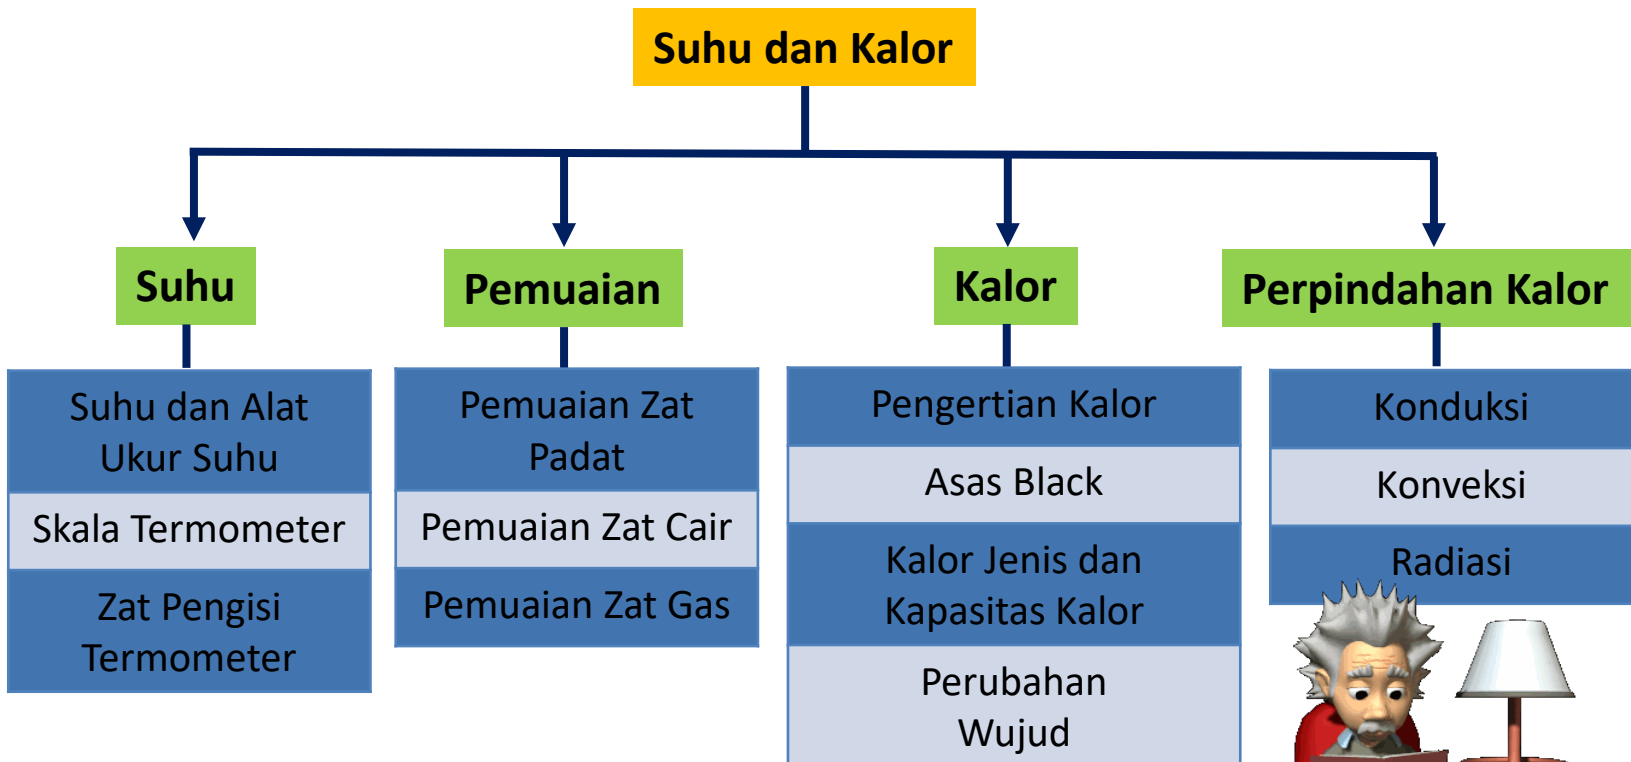 Suhu dan Kalor
Suhu
Pemuaian
Kalor
Perpindahan Kalor
Suhu dan Alat
Ukur Suhu
Skala Termometer
Zat Pengisi
Termometer
Pemuaian Zat
Padat
Pemuaian Zat Cair
Pemuaian Zat Gas
Pengertian Kalor
Asas Black
Kalor Jenis dan
Kapasitas Kalor
Perubahan
Wujud
Konduksi
Konveksi
Radiasi